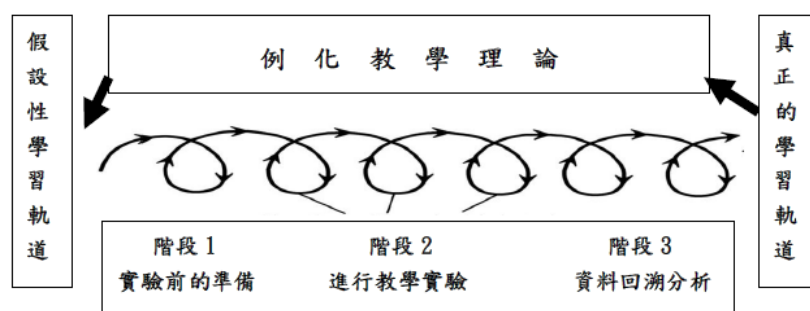 假設性學習軌道
例化教學理論
真正的學習軌道
階段 1
實驗前的準備
階段 2
進行教學實驗
階段 3
資料回溯分析